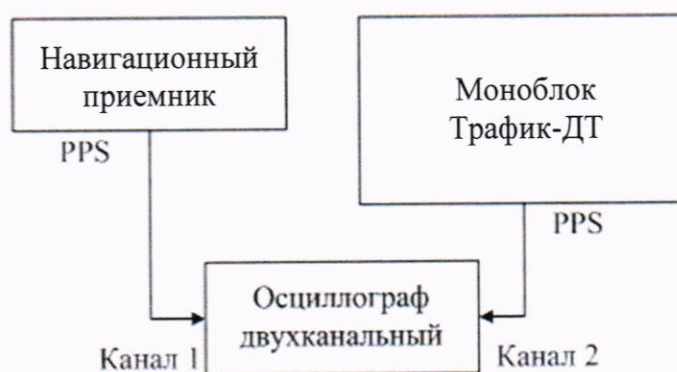 Навигационный
приемник
Моноблок
Трафик-ДТ
PPS
PPS
Осциллограф
двухканальный
Канал 1
Канал 2